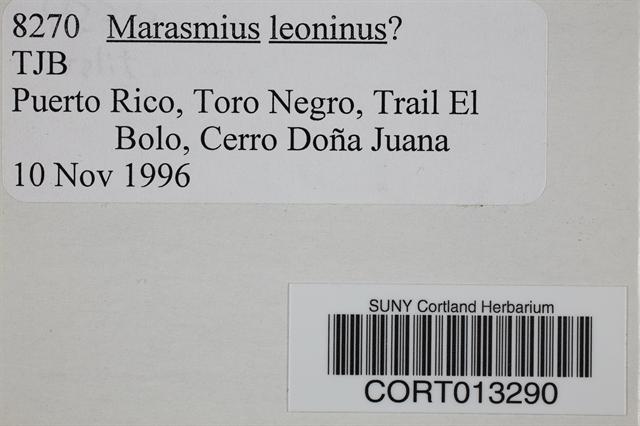 8270 Marasmius leoninus?
TJB
Puerto Rico, Toro Negro, Trail El
Bolo, Cerro Doña Juana
10 Nov 1996
SUNY Cortland Herbarium
CORT013290